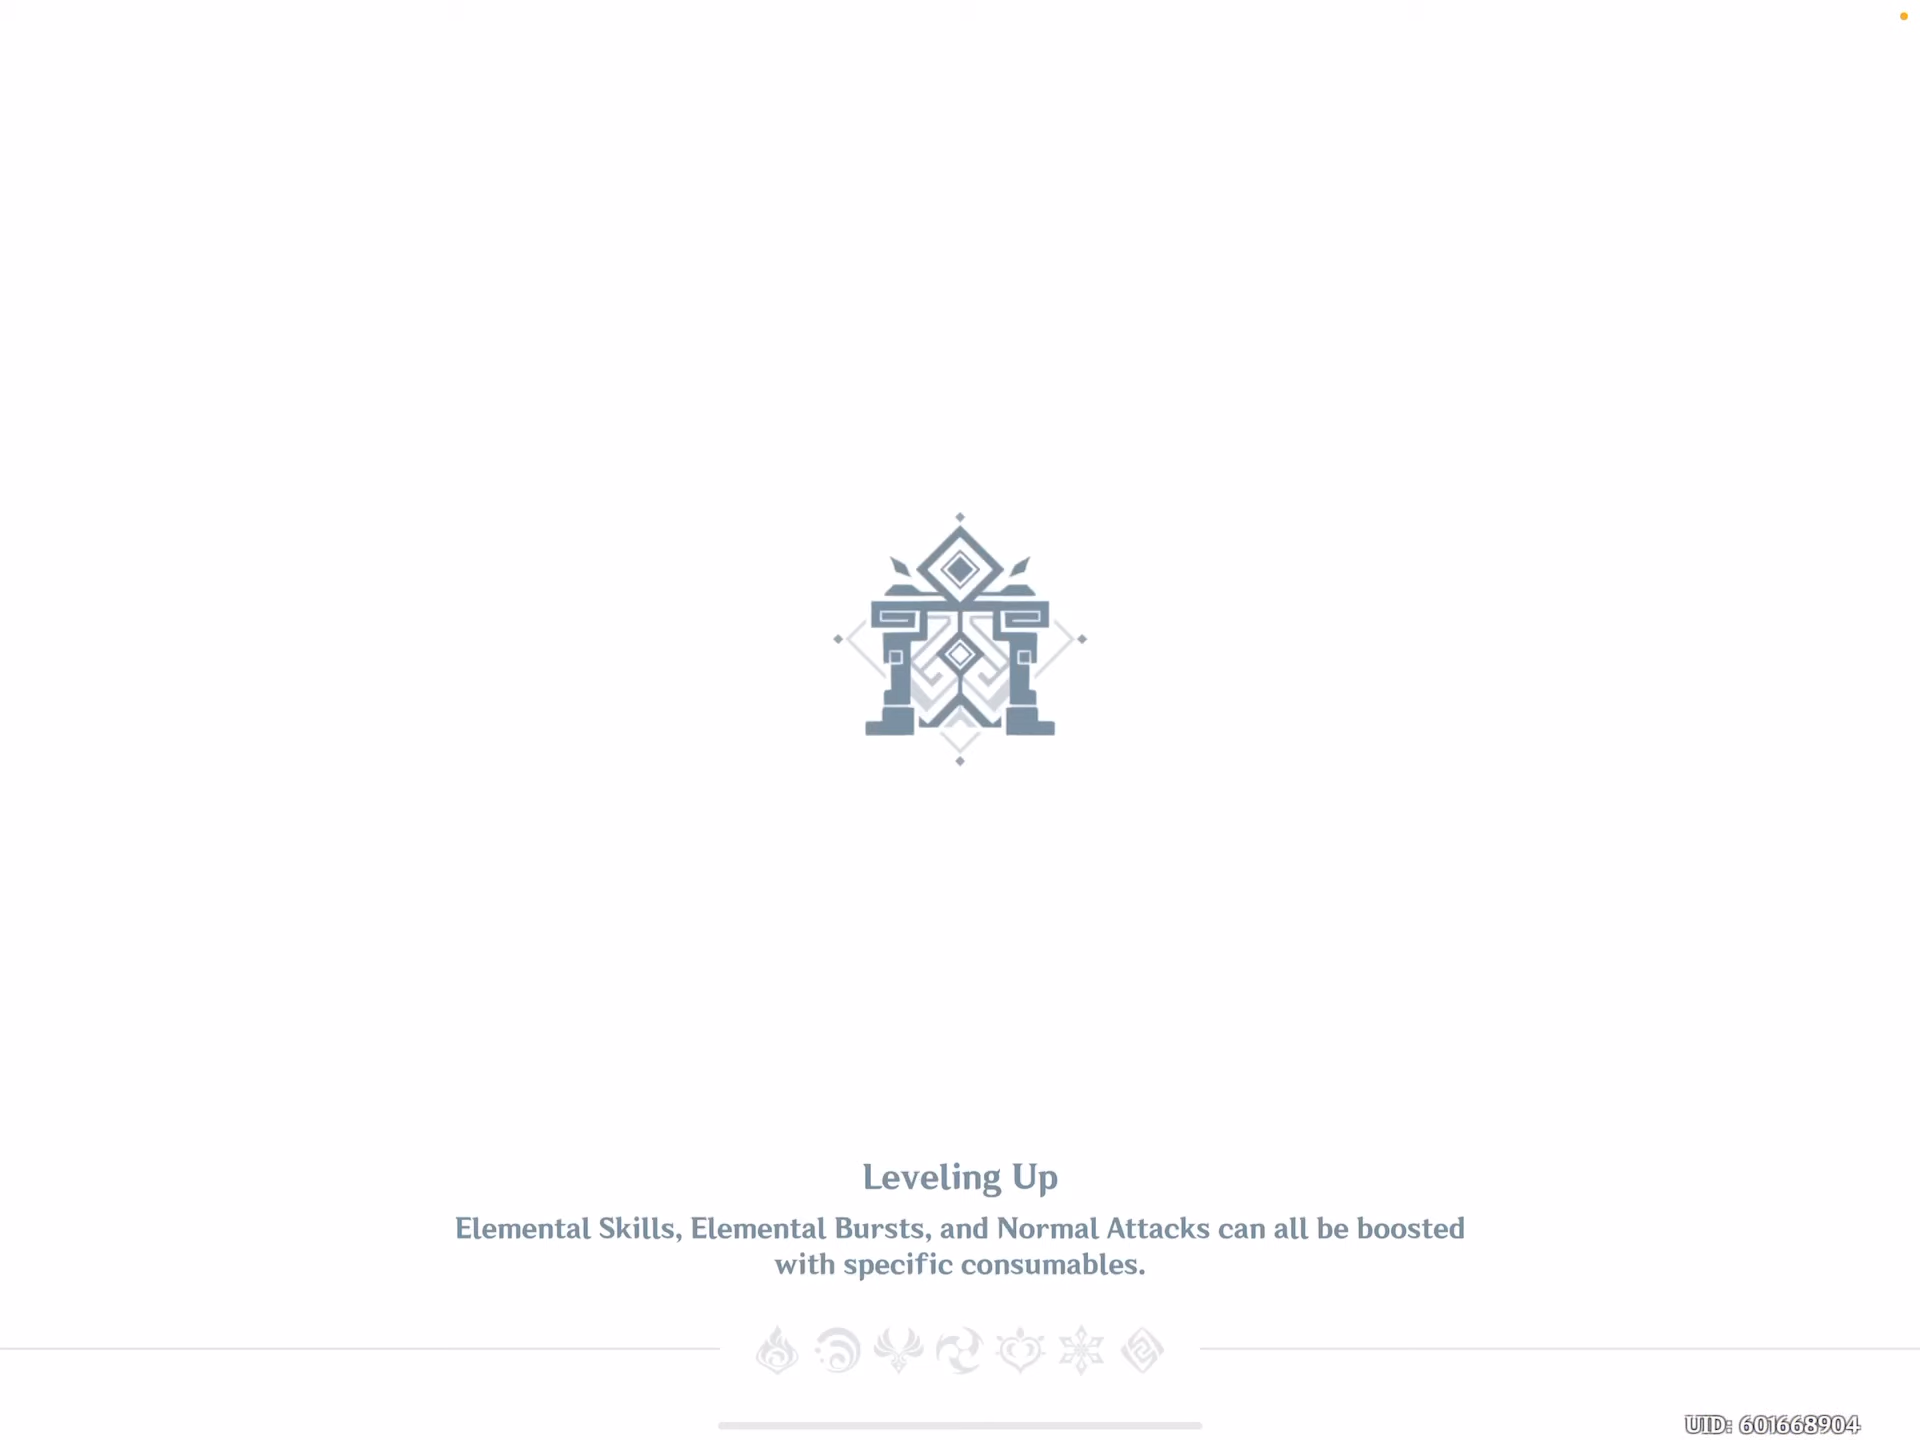 Leveling Up
Elemental Skills, Elemental Bursts, and Normal Attacks can all be boosted
with specific consumables.
UID: 601668904